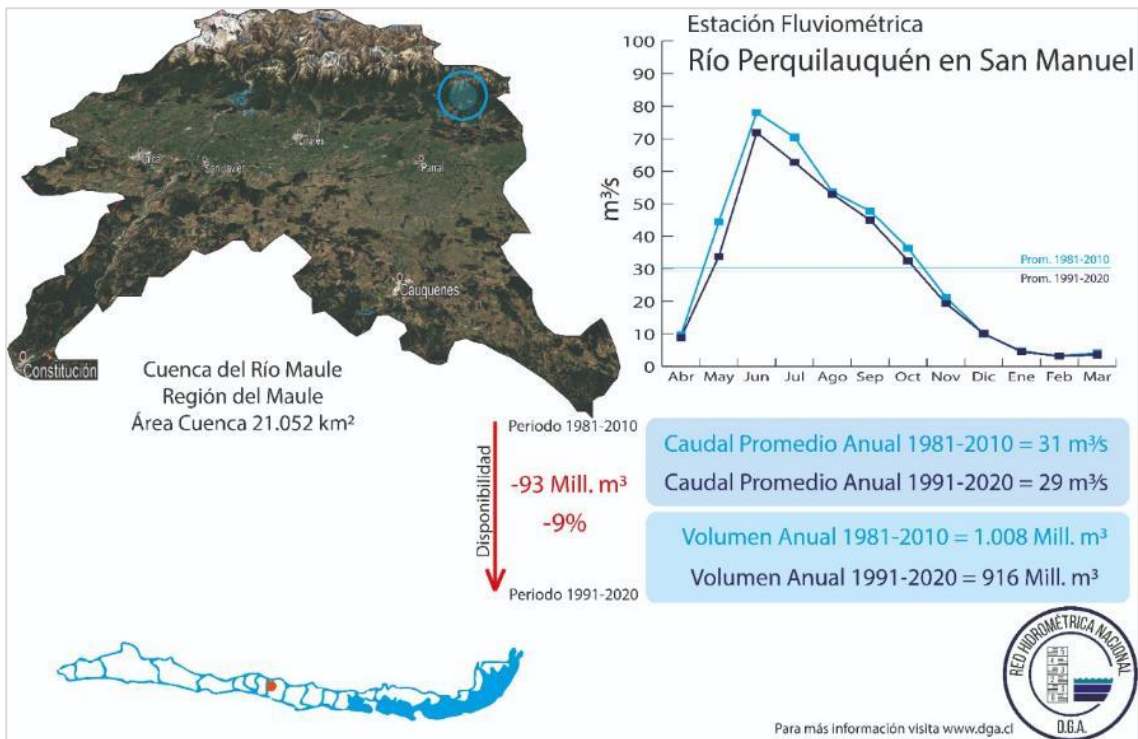 Estación Fluviométrica
Río Perquilauquén en San Manuel
m³/s
100
90
80
70
60
50
40
30
20
10
0
Abr May Jun Jul Ago Sep Oct Nov Dic Ene Feb Mar
Prom. 1981-2010
Prom. 1991-2020
Talca
San Javier
Linares
Parral
Cauquenes
Constitución
Cuenca del Río Maule
Región del Maule
Área Cuenca 21.052 km²
Periodo 1981-2010
Disponibilidad
-93 Mill. m³
-9%
Periodo 1991-2020
Caudal Promedio Anual 1981-2010 = 31 m³/s
Caudal Promedio Anual 1991-2020 = 29 m³/s
Volumen Anual 1981-2010 = 1.008 Mill. m³
Volumen Anual 1991-2020 = 916 Mill. m³
RED HIDROMÉTRICA NACIONAL
D.G.A.
Para más información visita www.dga.cl